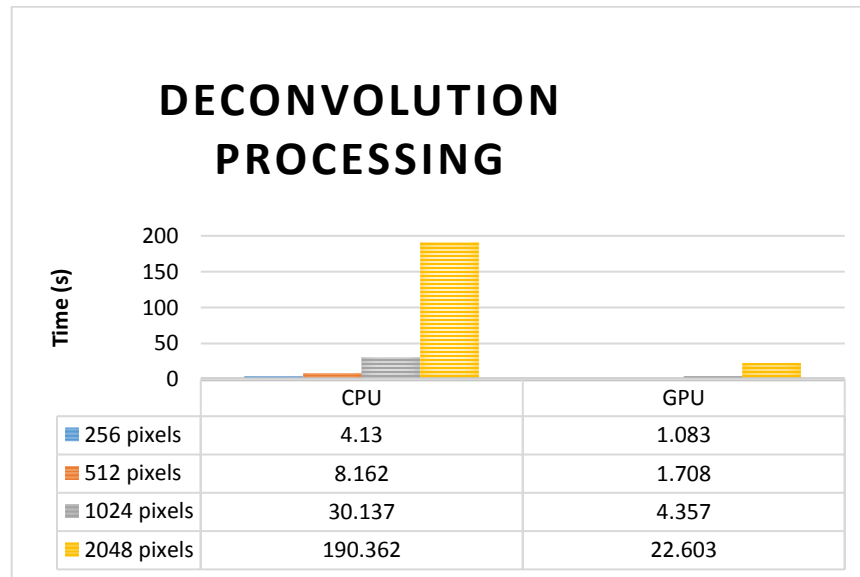 DECONVOLUTION
PROCESSING
Time (s)
200
150
100
50
0
CPU GPU
256 pixels 4.13 1.083
512 pixels 8.162 1.708
1024 pixels 30.137 4.357
2048 pixels 190.362 22.603